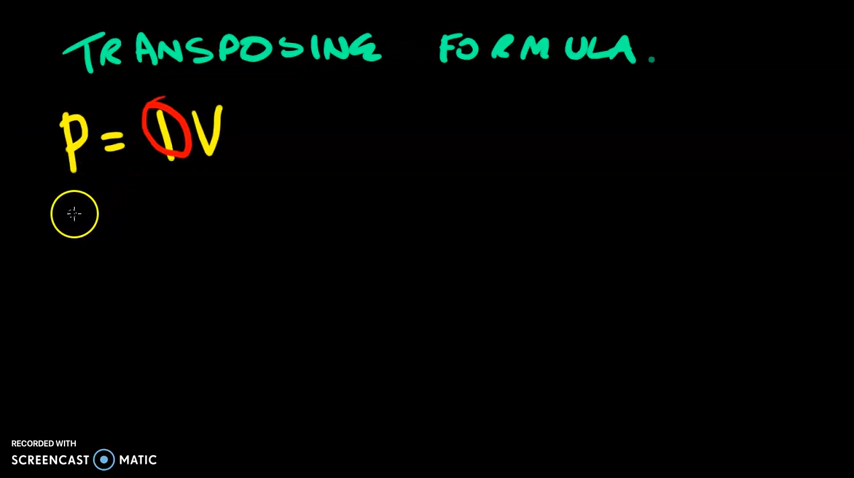 TRANSPOSING FORMULA.
P = IV
RECORDED WITH
SCREENCAST MATIC